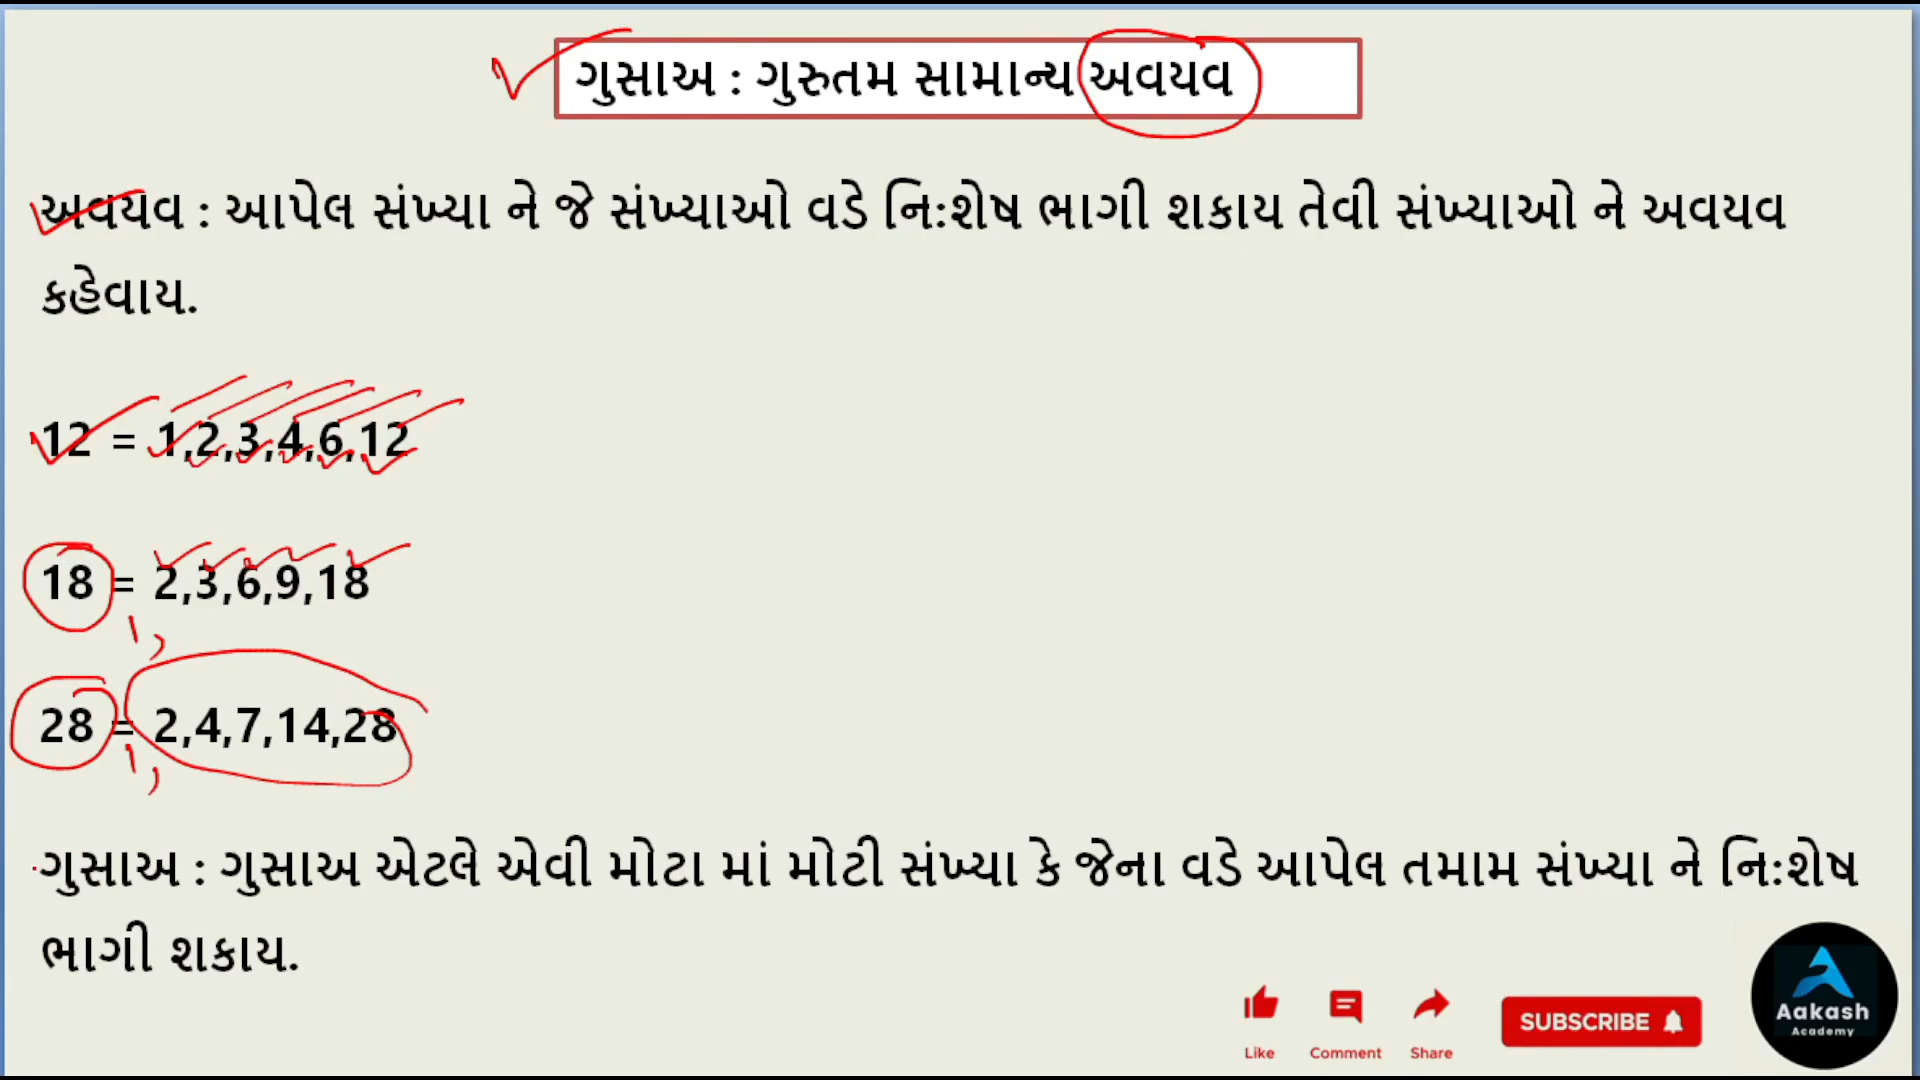 ગુસાઅ : ગુરુતમ સામાન્ય અવયવ
અવયવ : આપેલ સંખ્યા ને જે સંખ્યાઓ વડે નિ:શેષ ભાગી શકાય તેવી સંખ્યાઓ ને અવયવ
કહેવાય.
12 = 1,2,3,4,6,12
18 = 2,3,6,9,18
1,
28 = 2,4,7,14,28
1,
ગુસાઅ : ગુસાઅ એટલે એવી મોટા માં મોટી સંખ્યા કે જેના વડે આપેલ તમામ સંખ્યા ને નિ:શેષ
ભાગી શકાય.
Like Comment Share
SUBSCRIBE
Aakash
Academy